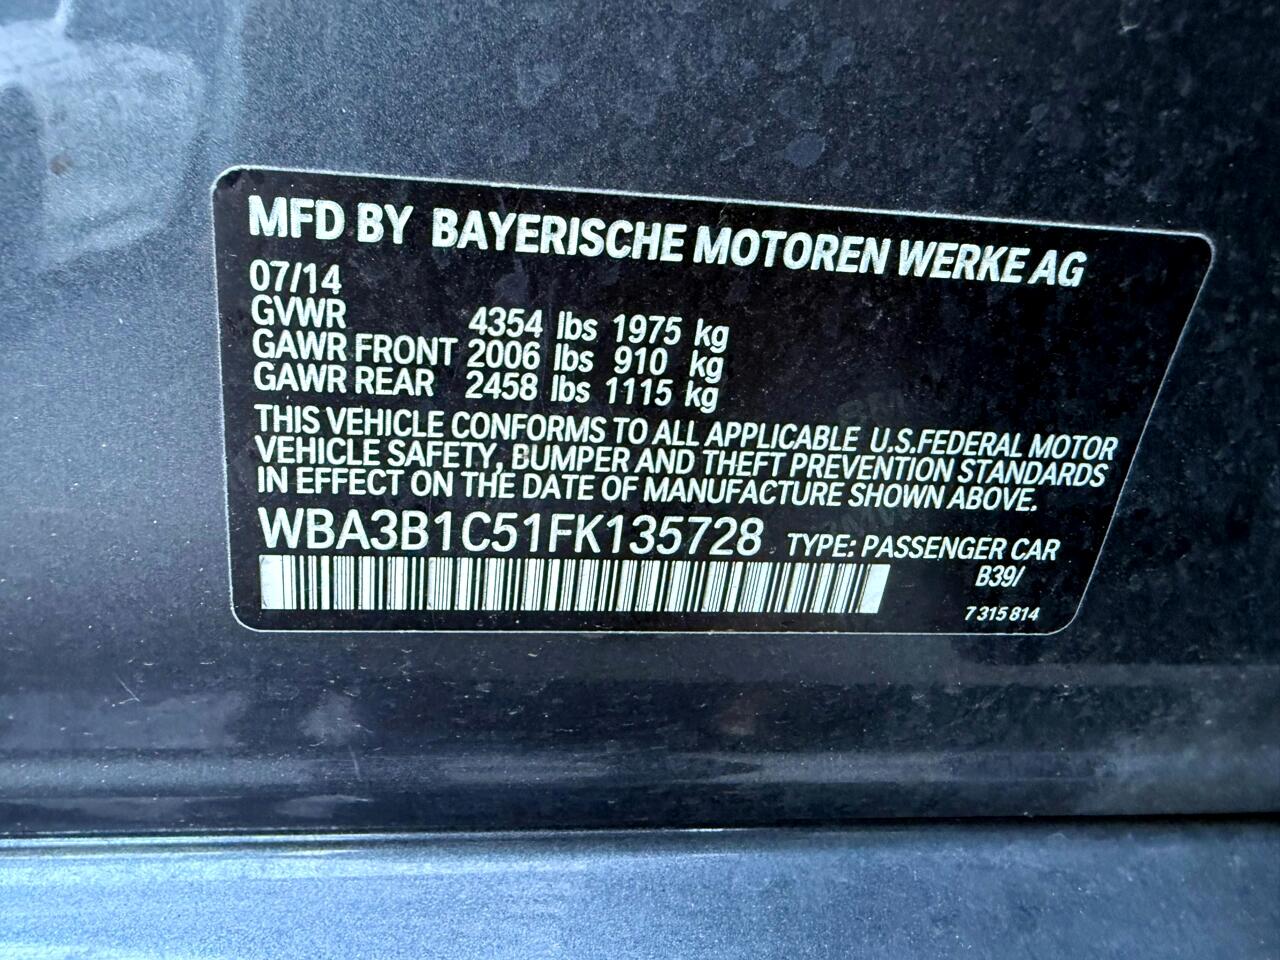 MFD BY BAYERISCHE MOTOREN WERKE AG
07/14
GVWR 4354 lbs 1975 kg
GAWR FRONT 2006 lbs 910 kg
GAWR REAR 2458 lbs 1115 kg
THIS VEHICLE CONFORMS TO ALL APPLICABLE U.S.FEDERAL MOTOR
VEHICLE SAFETY, BUMPER AND THEFT PREVENTION STANDARDS
IN EFFECT ON THE DATE OF MANUFACTURE SHOWN ABOVE.
WBA3B1C51FK135728 TYPE: PASSENGER CAR
B39/
7 315 814